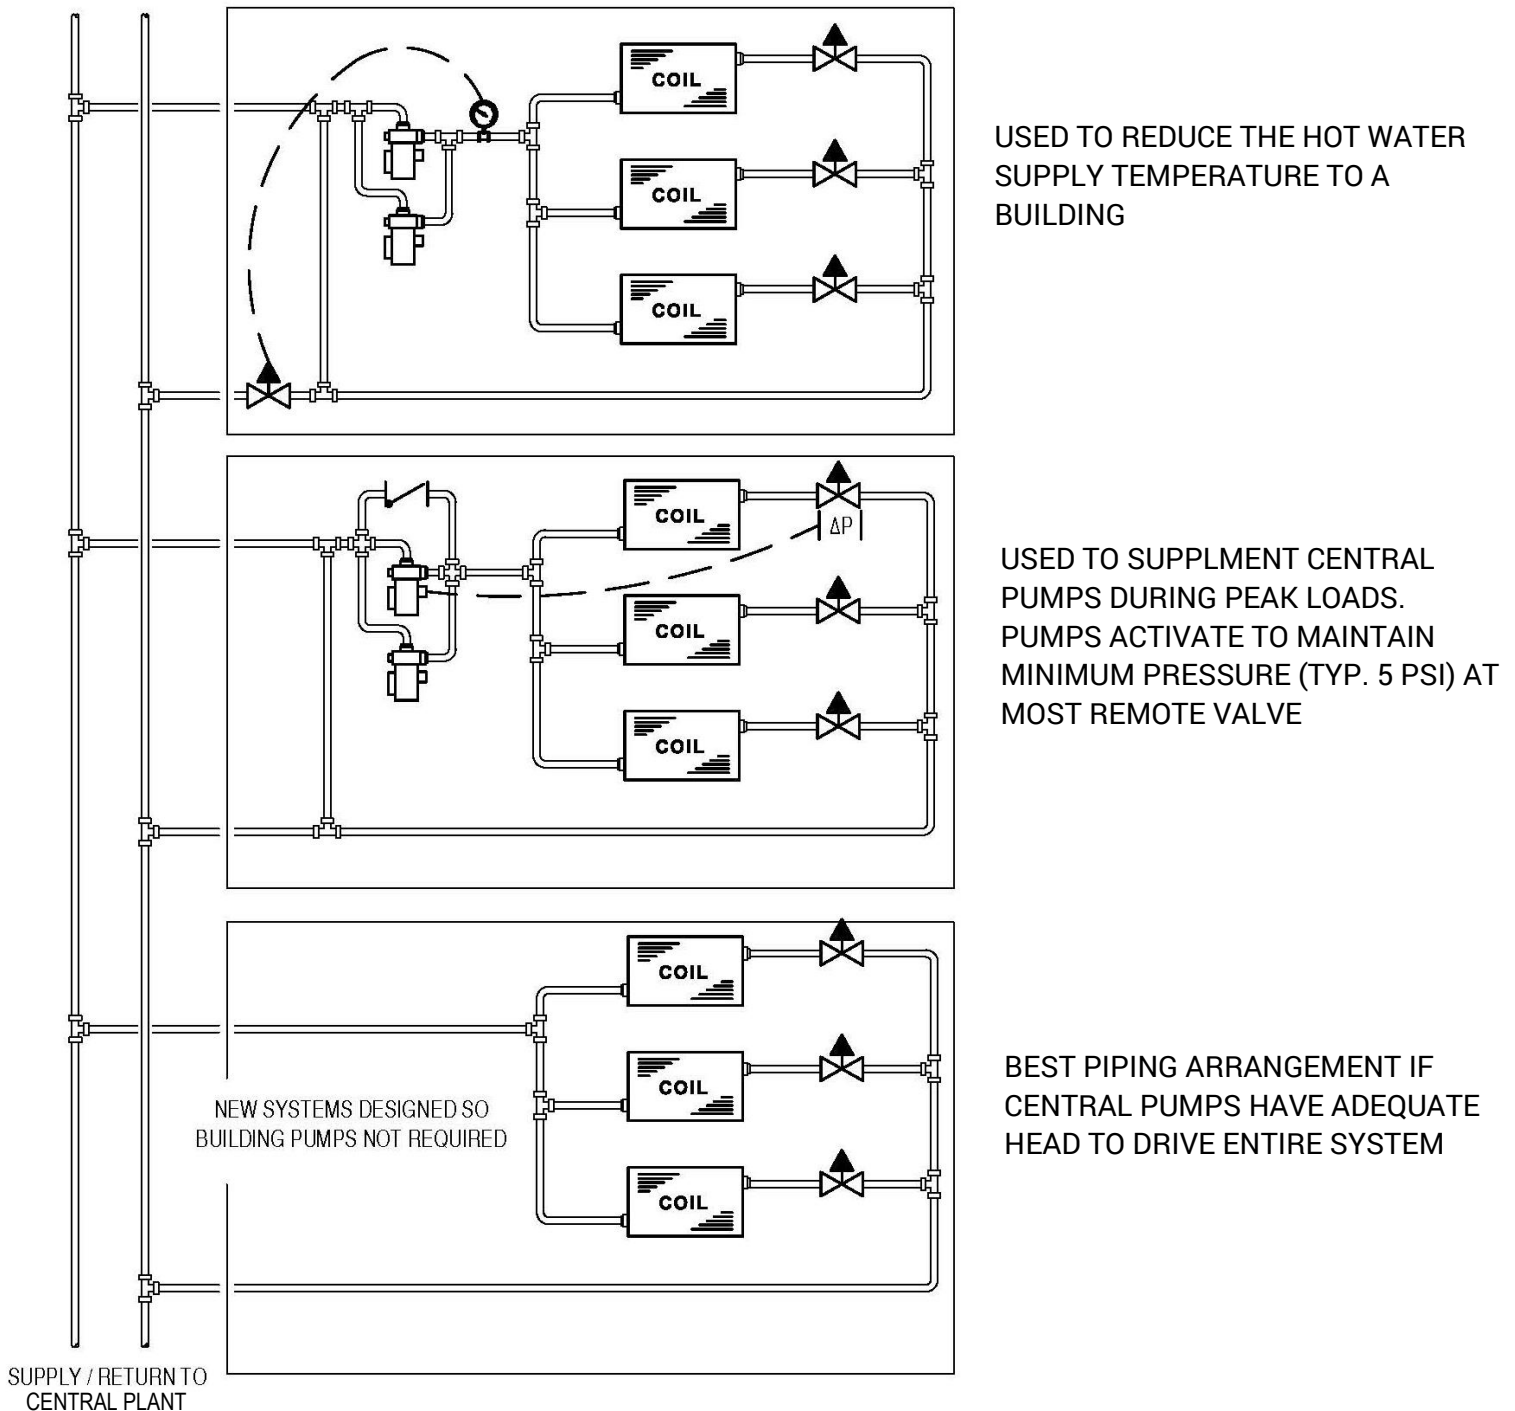 COIL
COIL
COIL
USED TO REDUCE THE HOT WATER
SUPPLY TEMPERATURE TO A
BUILDING
COIL
ΔP
COIL
COIL
USED TO SUPPLMENT CENTRAL
PUMPS DURING PEAK LOADS.
PUMPS ACTIVATE TO MAINTAIN
MINIMUM PRESSURE (TYP. 5 PSI) AT
MOST REMOTE VALVE
COIL
COIL
COIL
NEW SYSTEMS DESIGNED SO
BUILDING PUMPS NOT REQUIRED
BEST PIPING ARRANGEMENT IF
CENTRAL PUMPS HAVE ADEQUATE
HEAD TO DRIVE ENTIRE SYSTEM
SUPPLY / RETURN TO
CENTRAL PLANT